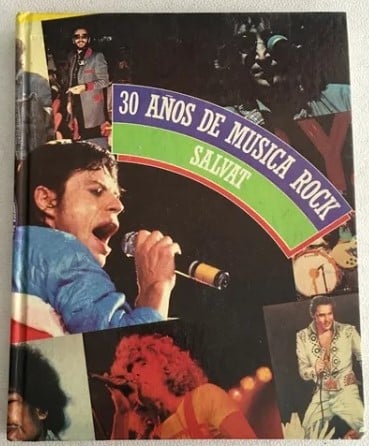 30 AÑOS DE MUSICA ROCK
SALVAT